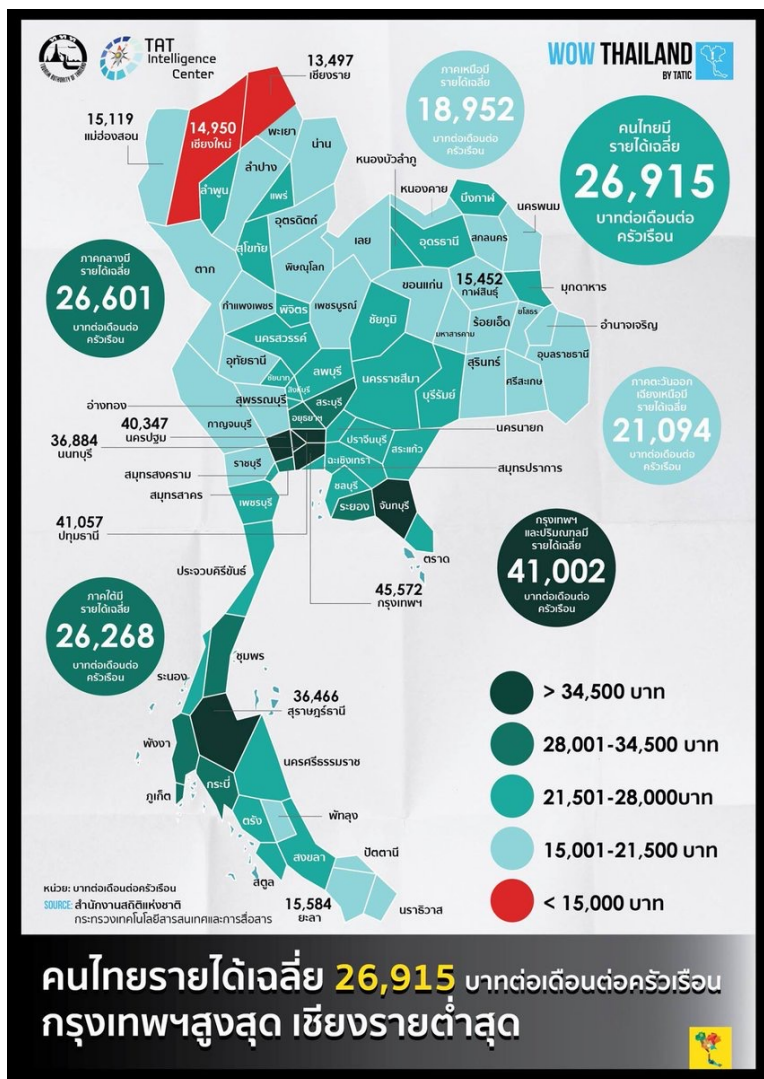 TAT
Intelligence
Center
TOURISM AUTHORITY OF THAILAND
WOW THAILAND
BY TATIC
13,497
เชียงราย
15,119
แม่ฮ่องสอน
14,950
เชียงใหม่
พะเยา
น่าน
ลำปาง
ลำพูน
แพร่
อุตรดิตถ์
สุโขทัย
ตาก
พิษณุโลก
กำแพงเพชร
พิจิตร
เพชรบูรณ์
นครสวรรค์
อุทัยธานี
ภาคเหนือมี
รายได้เฉลี่ย
18,952
บาทต่อเดือนต่อ
ครัวเรือน
คนไทยมี
รายได้เฉลี่ย
26,915
บาทต่อเดือนต่อ
ครัวเรือน
หนองบัวลำภู
หนองคาย
บึงกาฬ
นครพนม
เลย
อุดรธานี
สกลนคร
ขอนแก่น
15,452
กาฬสินธุ์
มุกดาหาร
ชัยภูมิ
มหาสารคาม
ร้อยเอ็ด
ยโสธร
อำนาจเจริญ
นครราชสีมา
บุรีรัมย์
สุรินทร์
ศรีสะเกษ
อุบลราชธานี
ภาคกลางมี
รายได้เฉลี่ย
26,601
บาทต่อเดือนต่อ
ครัวเรือน
ภาคตะวันออก
เฉียงเหนือมี
รายได้เฉลี่ย
21,094
บาทต่อเดือนต่อ
ครัวเรือน
ชัยนาท
สิงห์บุรี
ลพบุรี
สระบุรี
สุพรรณบุรี
อ่างทอง
อยุธยาฯ
กาญจนบุรี
40,347
นครปฐม
36,884
นนทบุรี
นครนายก
ปราจีนบุรี
สระแก้ว
ฉะเชิงเทรา
สมุทรปราการ
ราชบุรี
สมุทรสงคราม
สมุทรสาคร
เพชรบุรี
ชลบุรี
ระยอง
จันทบุรี
ตราด
41,057
ปทุมธานี
45,572
กรุงเทพฯ
ประจวบคิรีขันธ์
กรุงเทพฯ
และปริมณฑลมี
รายได้เฉลี่ย
41,002
บาทต่อเดือนต่อ
ครัวเรือน
ภาคใต้มี
รายได้เฉลี่ย
26,268
บาทต่อเดือนต่อ
ครัวเรือน
ชุมพร
ระนอง
36,466
สุราษฎร์ธานี
พังงา
นครศรีธรรมราช
ภูเก็ต
กระบี่
ตรัง
พัทลุง
สงขลา
สตูล
ปัตตานี
15,584
ยะลา
นราธิวาส
> 34,500 บาท
28,001-34,500 บาท
21,501-28,000บาท
15,001-21,500 บาท
< 15,000 บาท
หน่วย: บาทต่อเดือนต่อครัวเรือน
SOURCE: สำนักงานสถิติแห่งชาติ
กระทรวงเทคโนโลยีสารสนเทศและการสื่อสาร
คนไทยรายได้เฉลี่ย 26,915 บาทต่อเดือนต่อครัวเรือน
กรุงเทพฯสูงสุด เชียงรายต่ำสุด